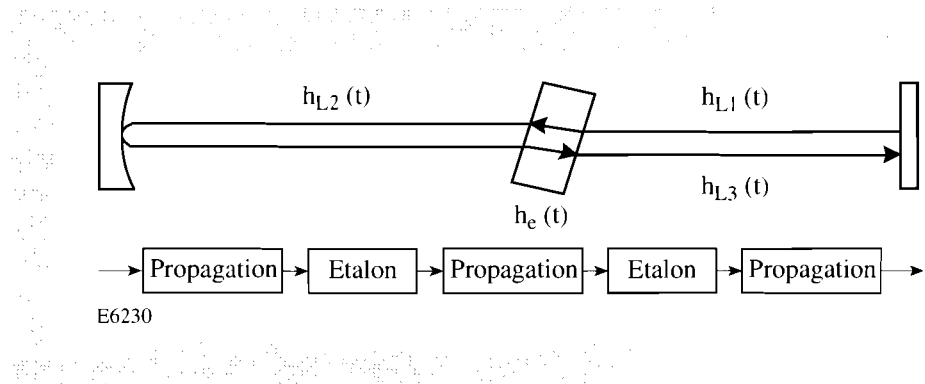 h_L2 (t)
h_L1 (t)
h_L3 (t)
h_e (t)
Propagation
Etalon
Propagation
Etalon
Propagation
E6230